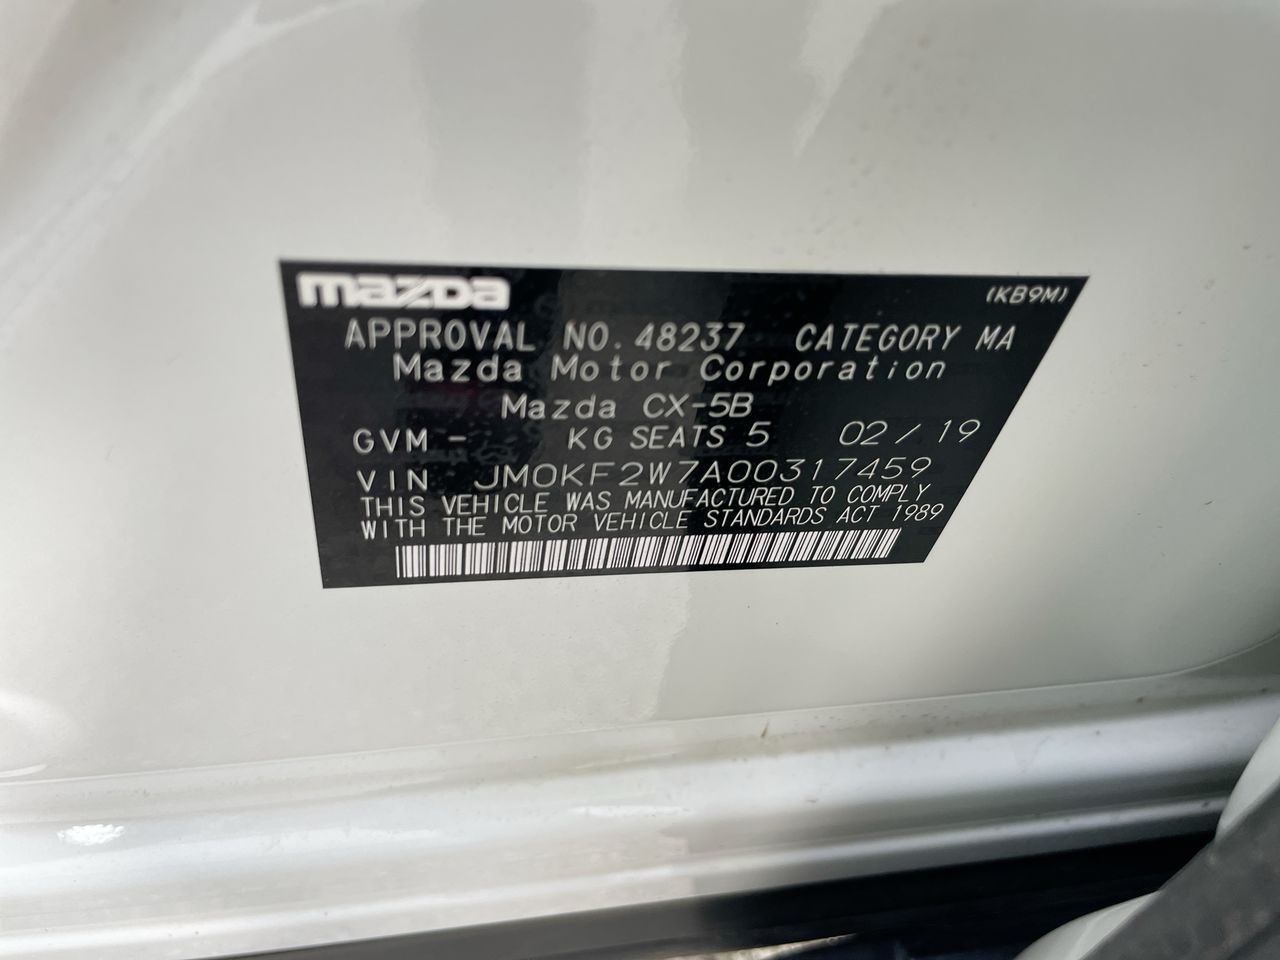 mazda
(KB9M)
APPROVAL NO. 48237 CATEGORY MA
Mazda Motor Corporation
Mazda CX-5B
GVM - KG SEATS 5 02 / 19
VIN JM0KF2W7A00317459
THIS VEHICLE WAS MANUFACTURED TO COMPLY
WITH THE MOTOR VEHICLE STANDARDS ACT 1989